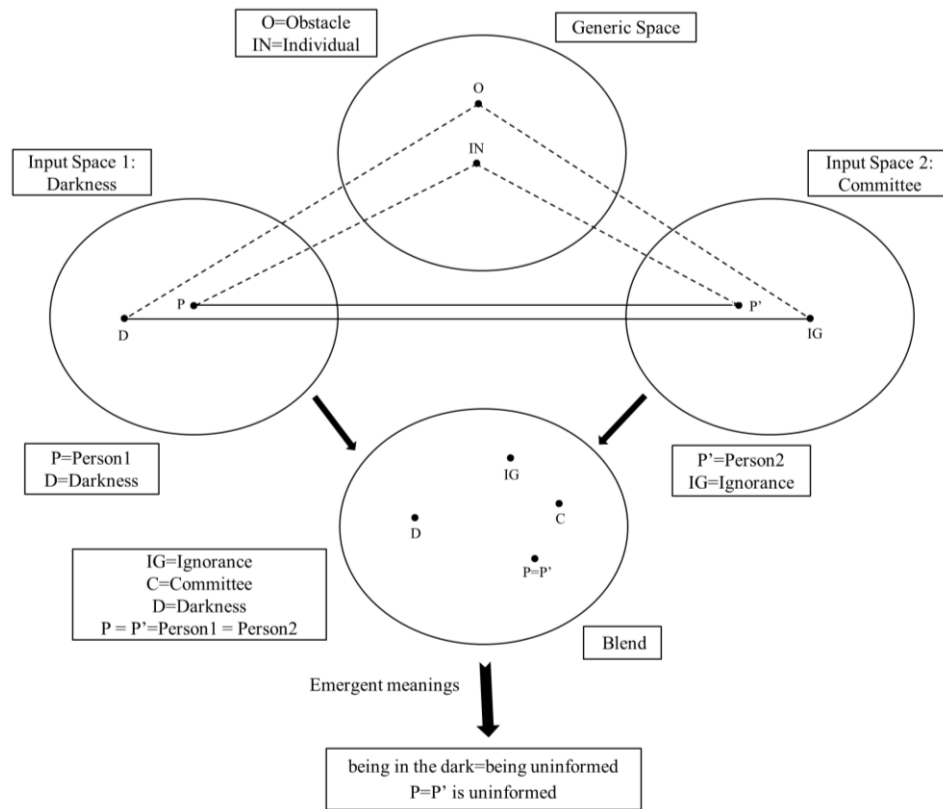 O=Obstacle
IN=Individual
Generic Space
O
IN
Input Space 1:
Darkness
Input Space 2:
Committee
P
D
P’
IG
P=Person1
D=Darkness
P’=Person2
IG=Ignorance
IG
C
D
P=P’
IG=Ignorance
C=Committee
D=Darkness
P = P’=Person1 = Person2
Blend
Emergent meanings
being in the dark=being uninformed
P=P’ is uninformed